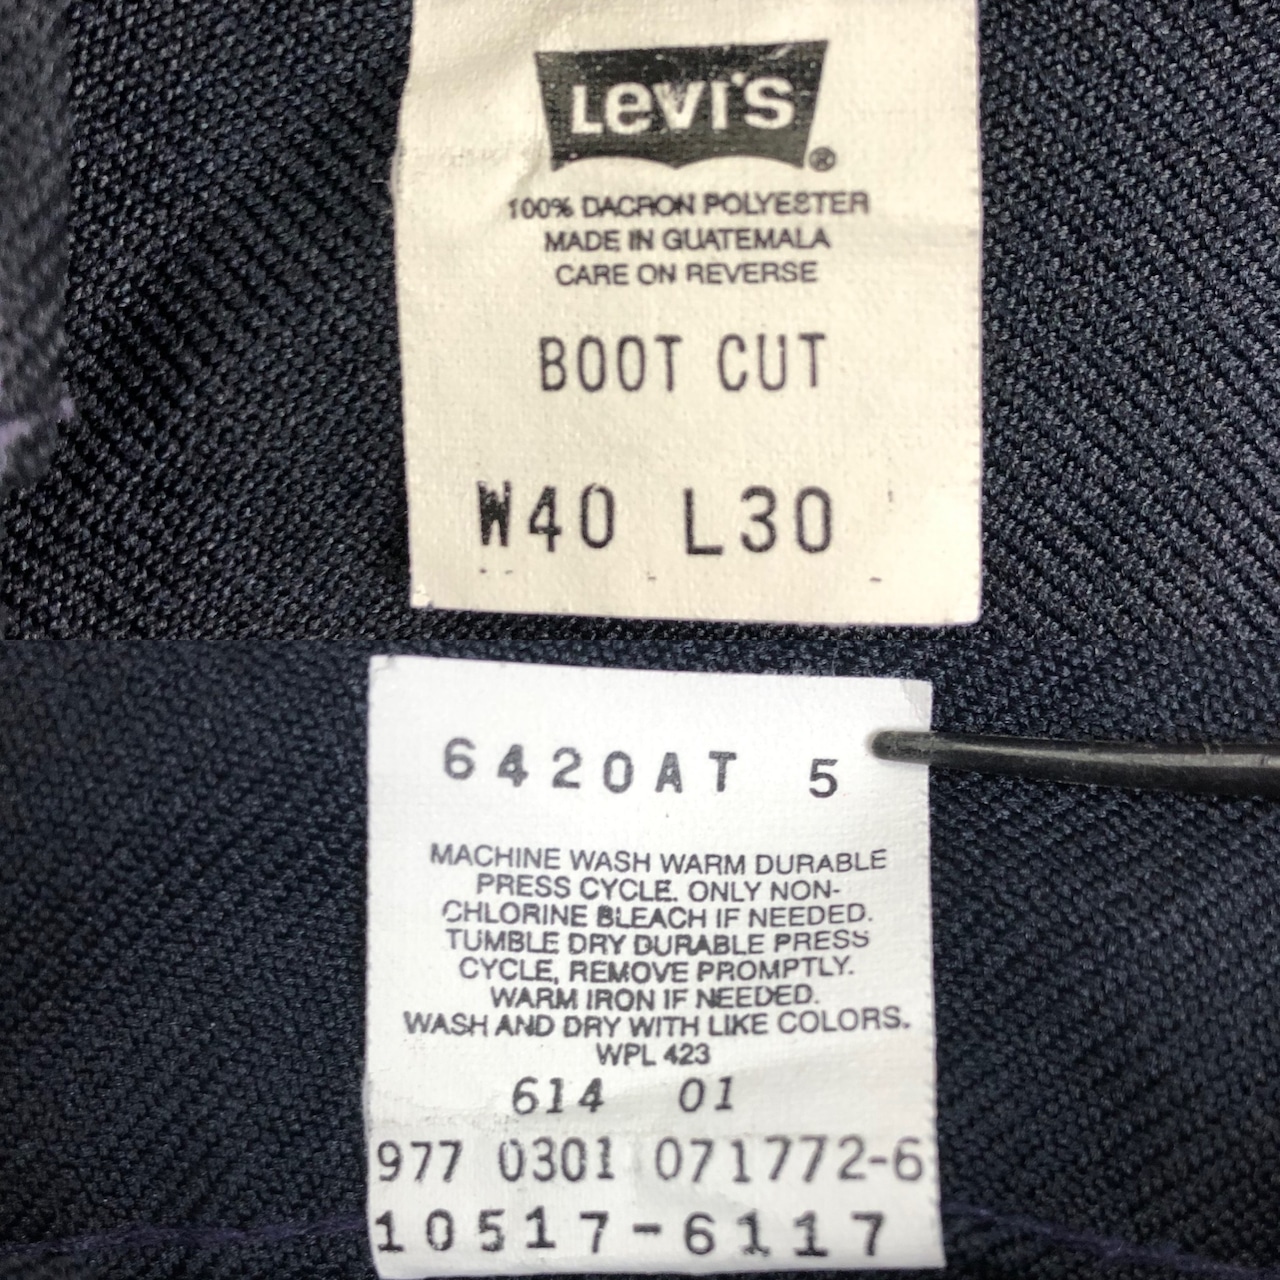 Levi's ®
100% DACRON POLYESTER
MADE IN GUATEMALA
CARE ON REVERSE
BOOT CUT
W40 L30
6420AT 5
MACHINE WASH WARM DURABLE
PRESS CYCLE. ONLY NON-
CHLORINE BLEACH IF NEEDED.
TUMBLE DRY DURABLE PRESS
CYCLE, REMOVE PROMPTLY.
WARM IRON IF NEEDED.
WASH AND DRY WITH LIKE COLORS.
WPL 423
614 01
977 0301 071772-6
10517-6117